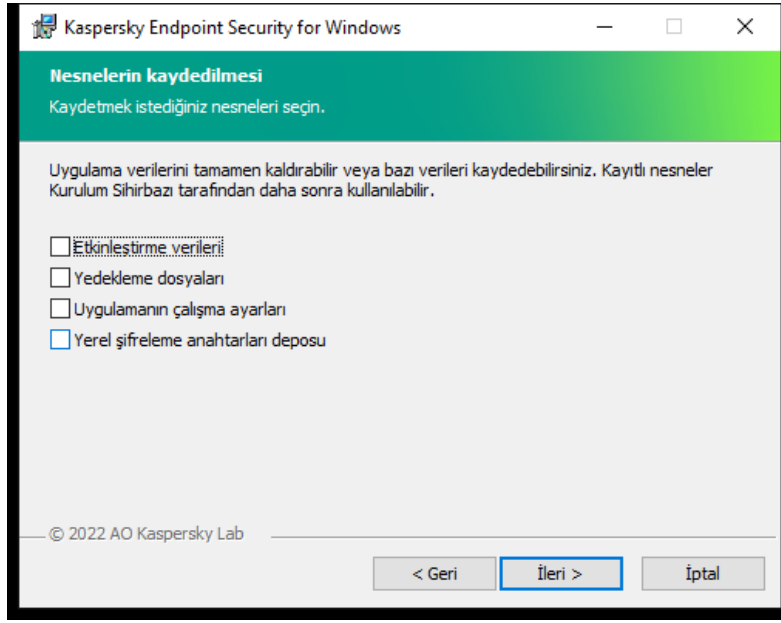 Kaspersky Endpoint Security for Windows
Nesnelerin kaydedilmesi
Kaydetmek istediğiniz nesneleri seçin.
Uygulama verilerini tamamen kaldırabilir veya bazı verileri kaydedebilirsiniz. Kayıtlı nesneler
Kurulum Sihirbazı tarafından daha sonra kullanılabilir.
Etkinleştirme verileri
Yedekleme dosyaları
Uygulamanın çalışma ayarları
Yerel şifreleme anahtarları deposu
© 2022 AO Kaspersky Lab
< Geri
İleri >
İptal